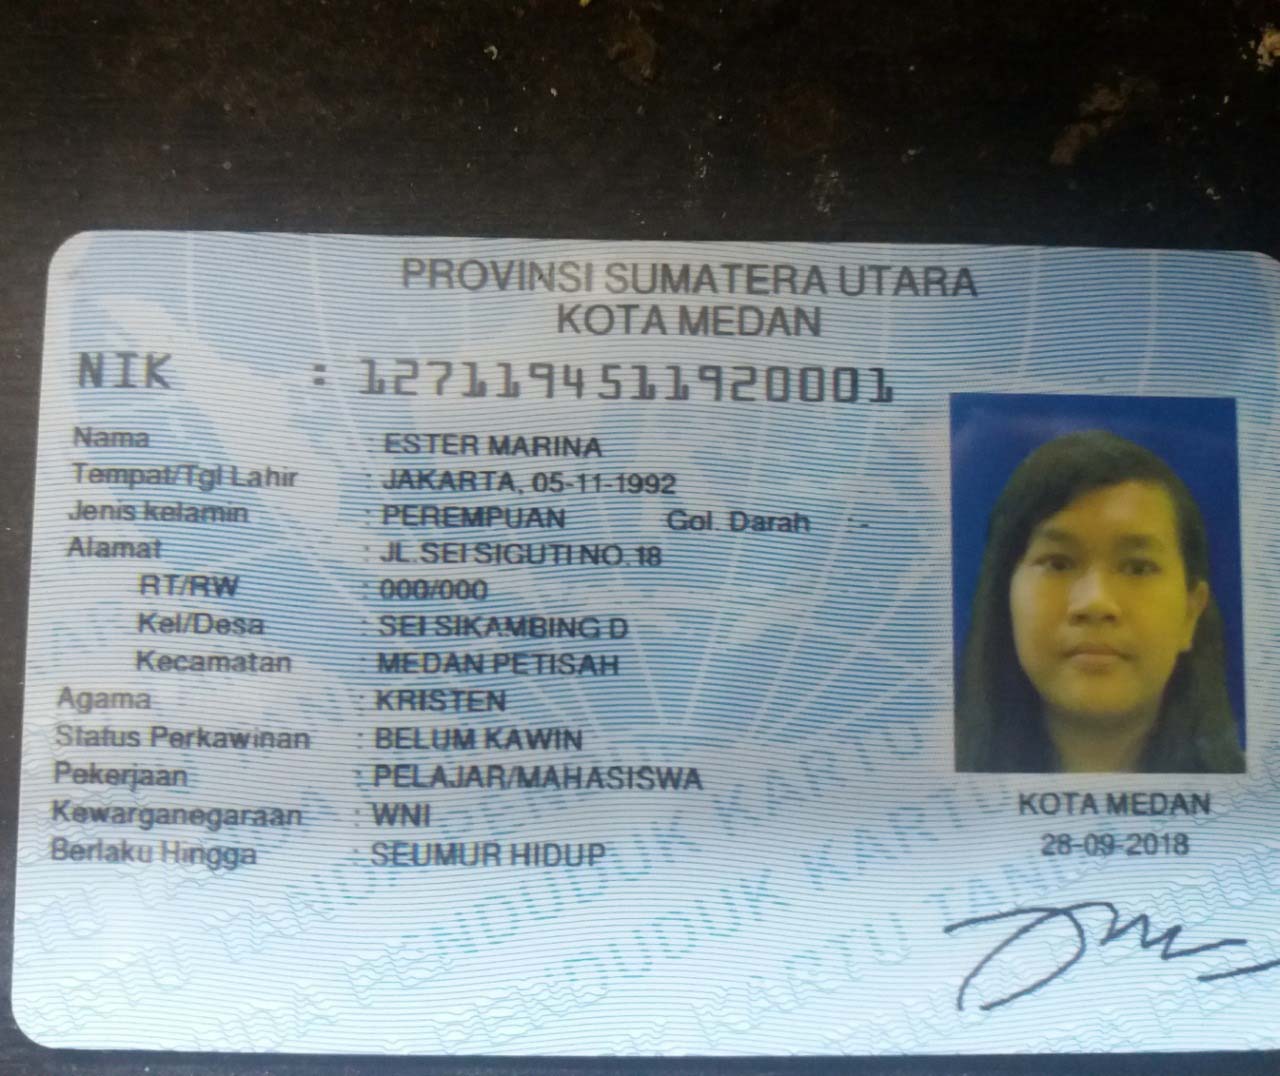 PROVINSI SUMATERA UTARA
KOTA MEDAN
NIK : 1271194511920001
Nama : ESTER MARINA
Tempat/Tgl Lahir : JAKARTA, 05-11-1992
Jenis kelamin : PEREMPUAN Gol. Darah : -
Alamat : JL.SEI SIGUTI NO.18
RT/RW : 000/000
Kel/Desa : SEI SIKAMBING D
Kecamatan : MEDAN PETISAH
Agama : KRISTEN
Status Perkawinan : BELUM KAWIN
Pekerjaan : PELAJAR/MAHASISWA
Kewarganegaraan : WNI
Berlaku Hingga : SEUMUR HIDUP
KOTA MEDAN
28-09-2018